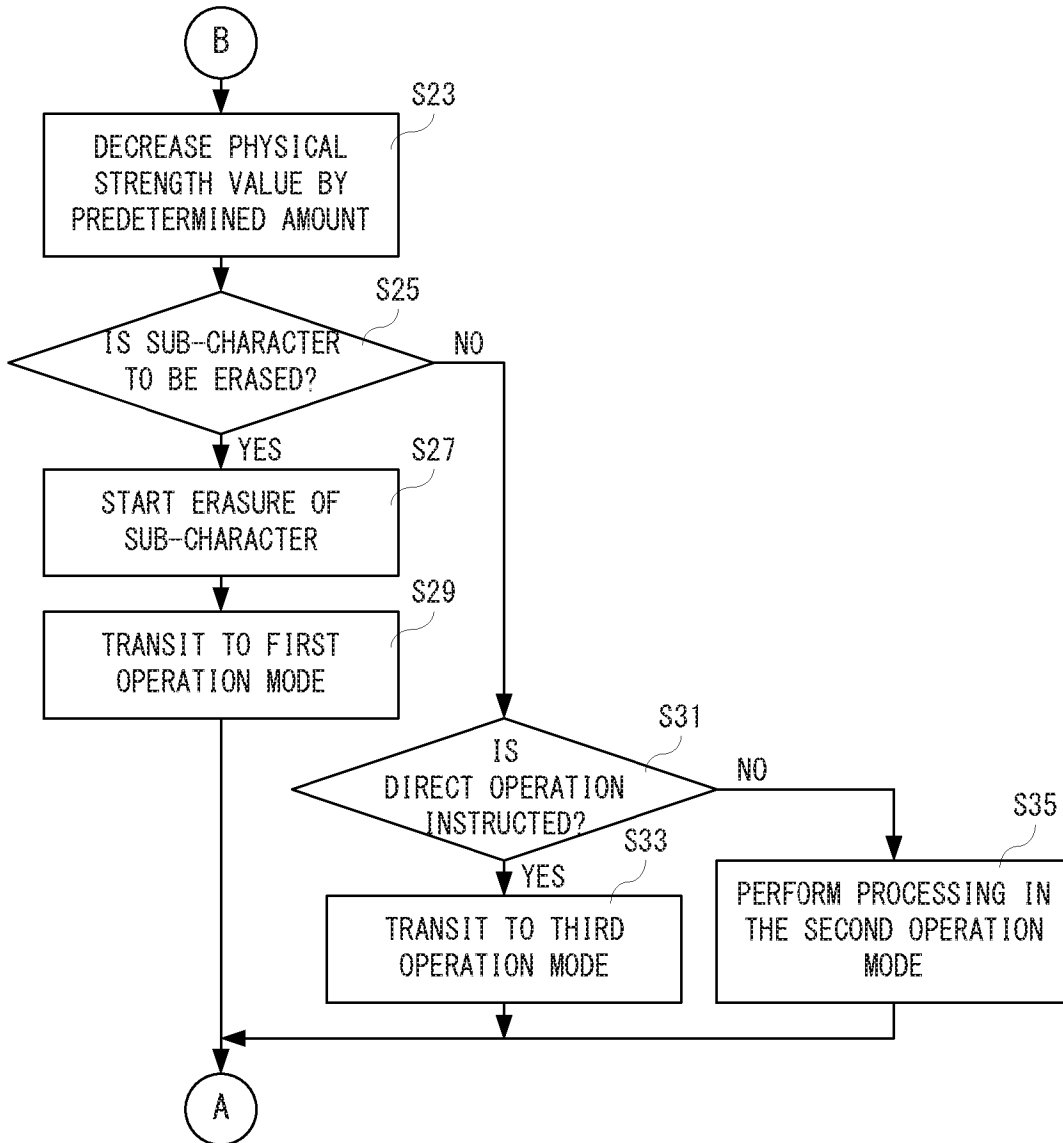 B
S23
DECREASE PHYSICAL
STRENGTH VALUE BY
PREDETERMINED AMOUNT
S25
IS SUB-CHARACTER
TO BE ERASED?
NO
YES
S27
START ERASURE OF
SUB-CHARACTER
S29
TRANSIT TO FIRST
OPERATION MODE
S31
IS
DIRECT OPERATION
INSTRUCTED?
NO
YES
S33
TRANSIT TO THIRD
OPERATION MODE
S35
PERFORM PROCESSING IN
THE SECOND OPERATION
MODE
A